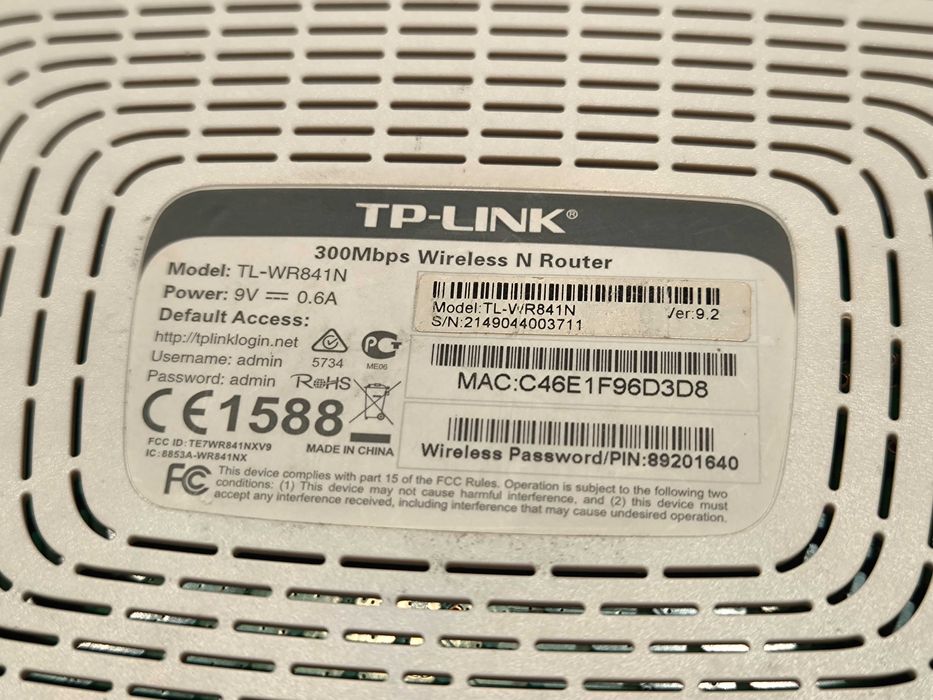 TP-LINK®
300Mbps Wireless N Router
Model: TL-WR841N
Power: 9V ⎓ 0.6A
Default Access:
http://tplinklogin.net
Username: admin
Password: admin
5734
ME06
RoHS
CE1588
FCC ID: TE7WR841NXV9
IC: 8853A-WR841NX
MADE IN CHINA
Model:TL-WR841N Ver:9.2
S/N:2149044003711
MAC:C46E1F96D3D8
Wireless Password/PIN:89201640
FC
This device complies with part 15 of the FCC Rules. Operation is subject to the following two
conditions: (1) This device may not cause harmful interference, and (2) this device must
accept any interference received, including interference that may cause undesired operation.